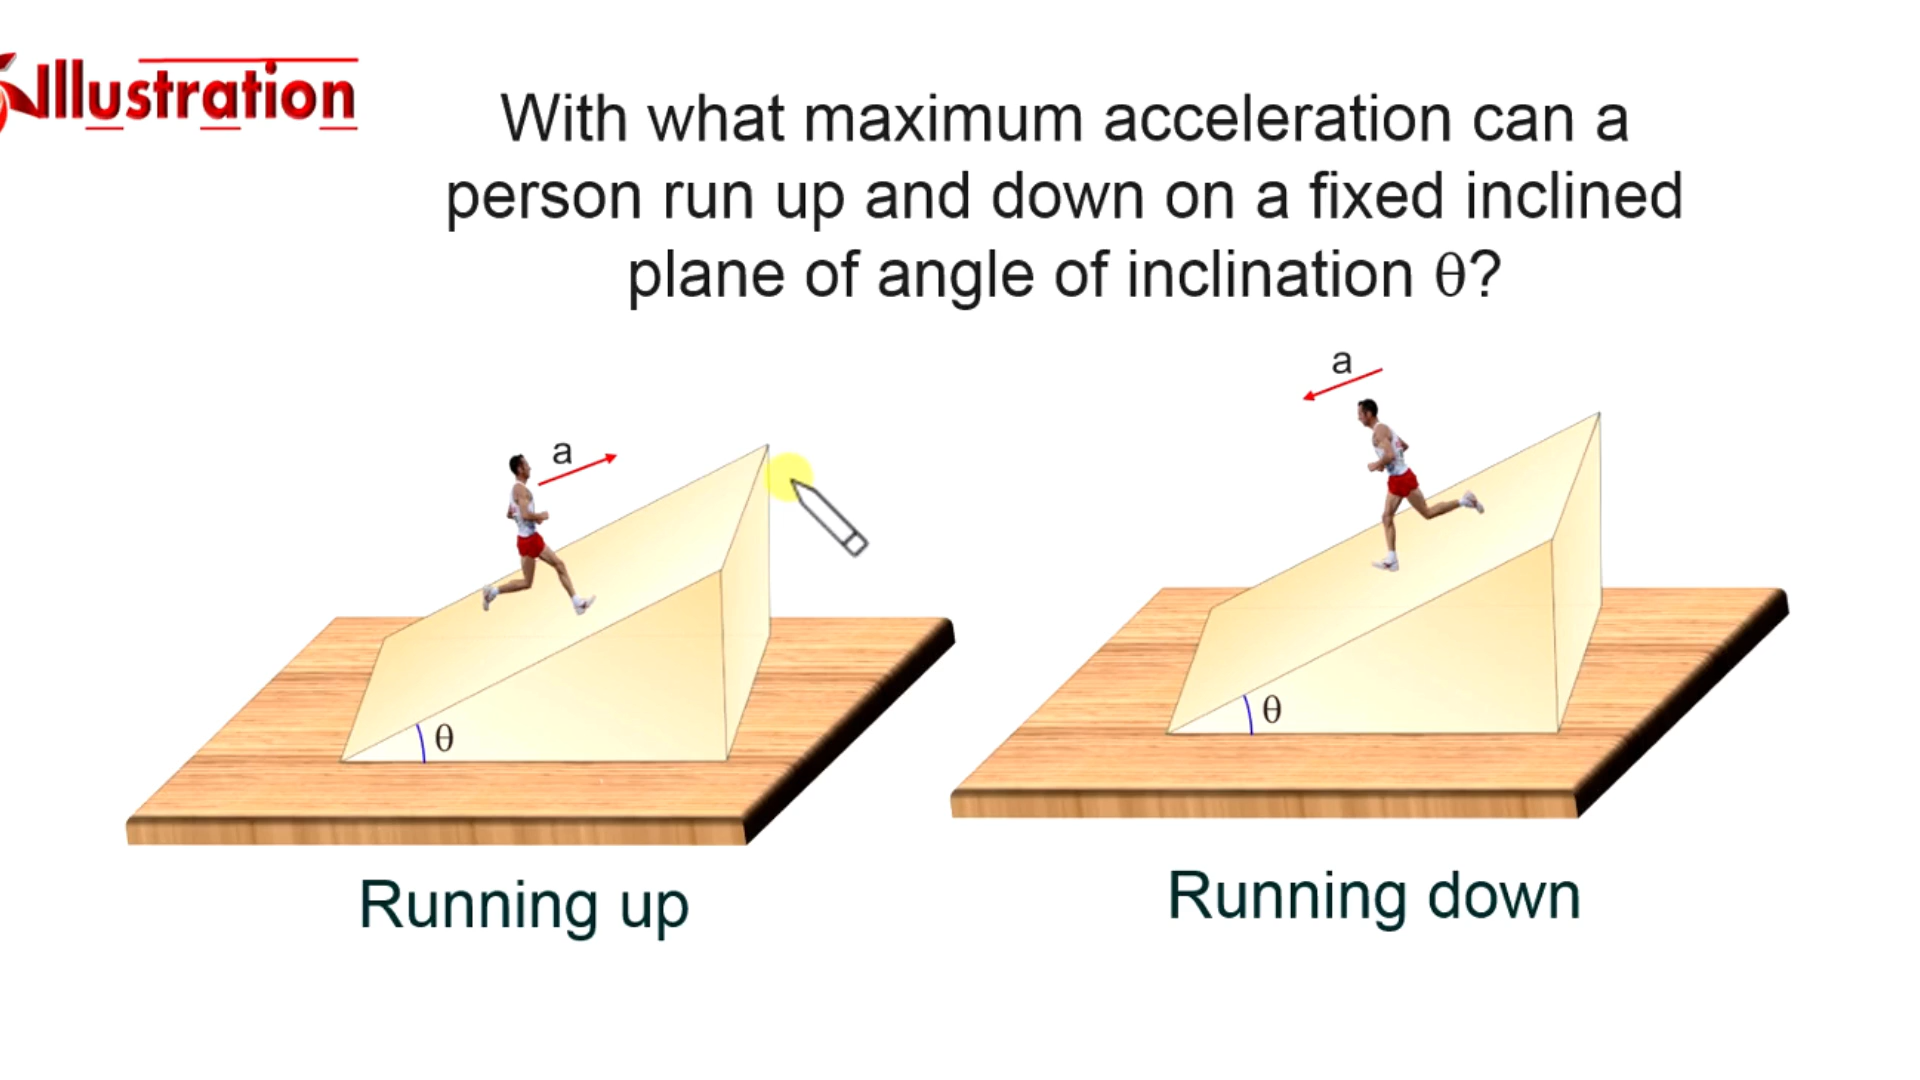 Illustration
With what maximum acceleration can a
person run up and down on a fixed inclined
plane of angle of inclination θ?
a
a
θ
θ
Running up
Running down